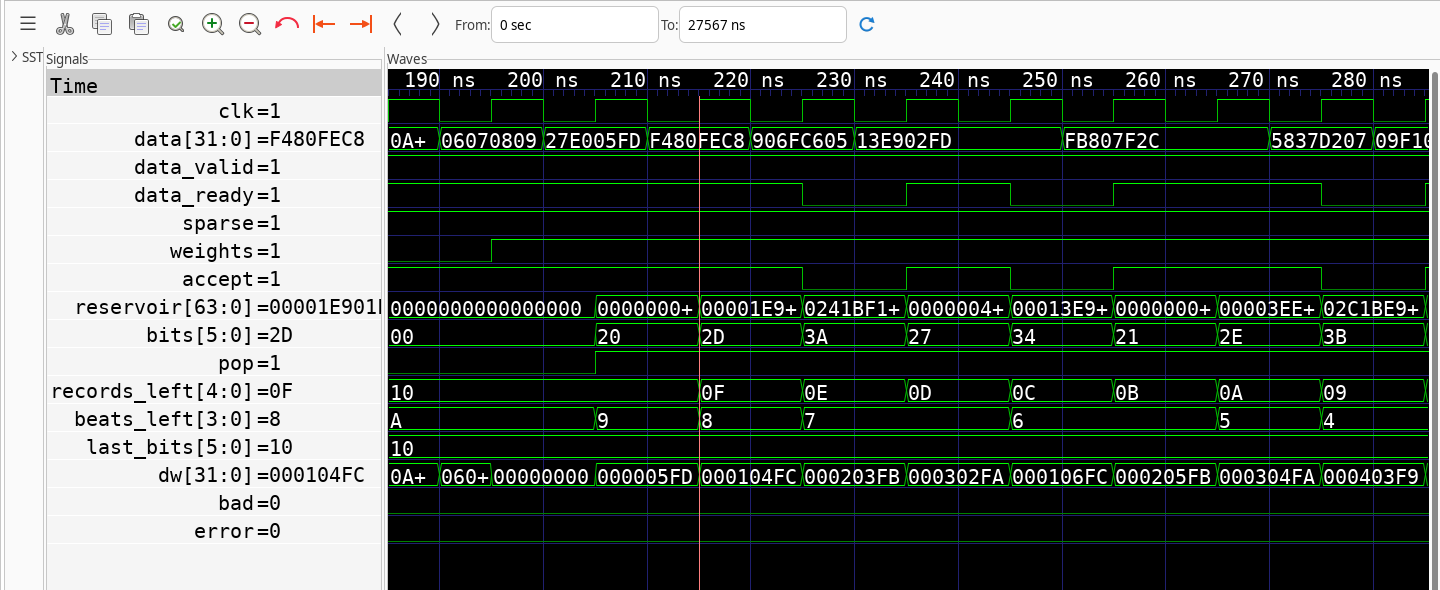 From: 0 sec To: 27567 ns
SST Signals Waves
Time 190 ns 200 ns 210 ns 220 ns 230 ns 240 ns 250 ns 260 ns 270 ns 280 ns
clk=1
data[31:0]=F480FEC8 0A+ 06070809 27E005FD F480FEC8 906FC605 13E902FD FB807F2C 5837D207 09F10
data_valid=1
data_ready=1
sparse=1
weights=1
accept=1
reservoir[63:0]=00001E901 0000000000000000 0000000+ 00001E9+ 0241BF1+ 0000004+ 00013E9+ 0000000+ 00003EE+ 02C1BE9+
bits[5:0]=2D 00 20 2D 3A 27 34 21 2E 3B
pop=1
records_left[4:0]=0F 10 0F 0E 0D 0C 0B 0A 09
beats_left[3:0]=8 A 9 8 7 6 5 4
last_bits[5:0]=10 10
dw[31:0]=000104FC 0A+ 060+ 00000000 000005FD 000104FC 000203FB 000302FA 000106FC 000205FB 000304FA 000403F9
bad=0
error=0